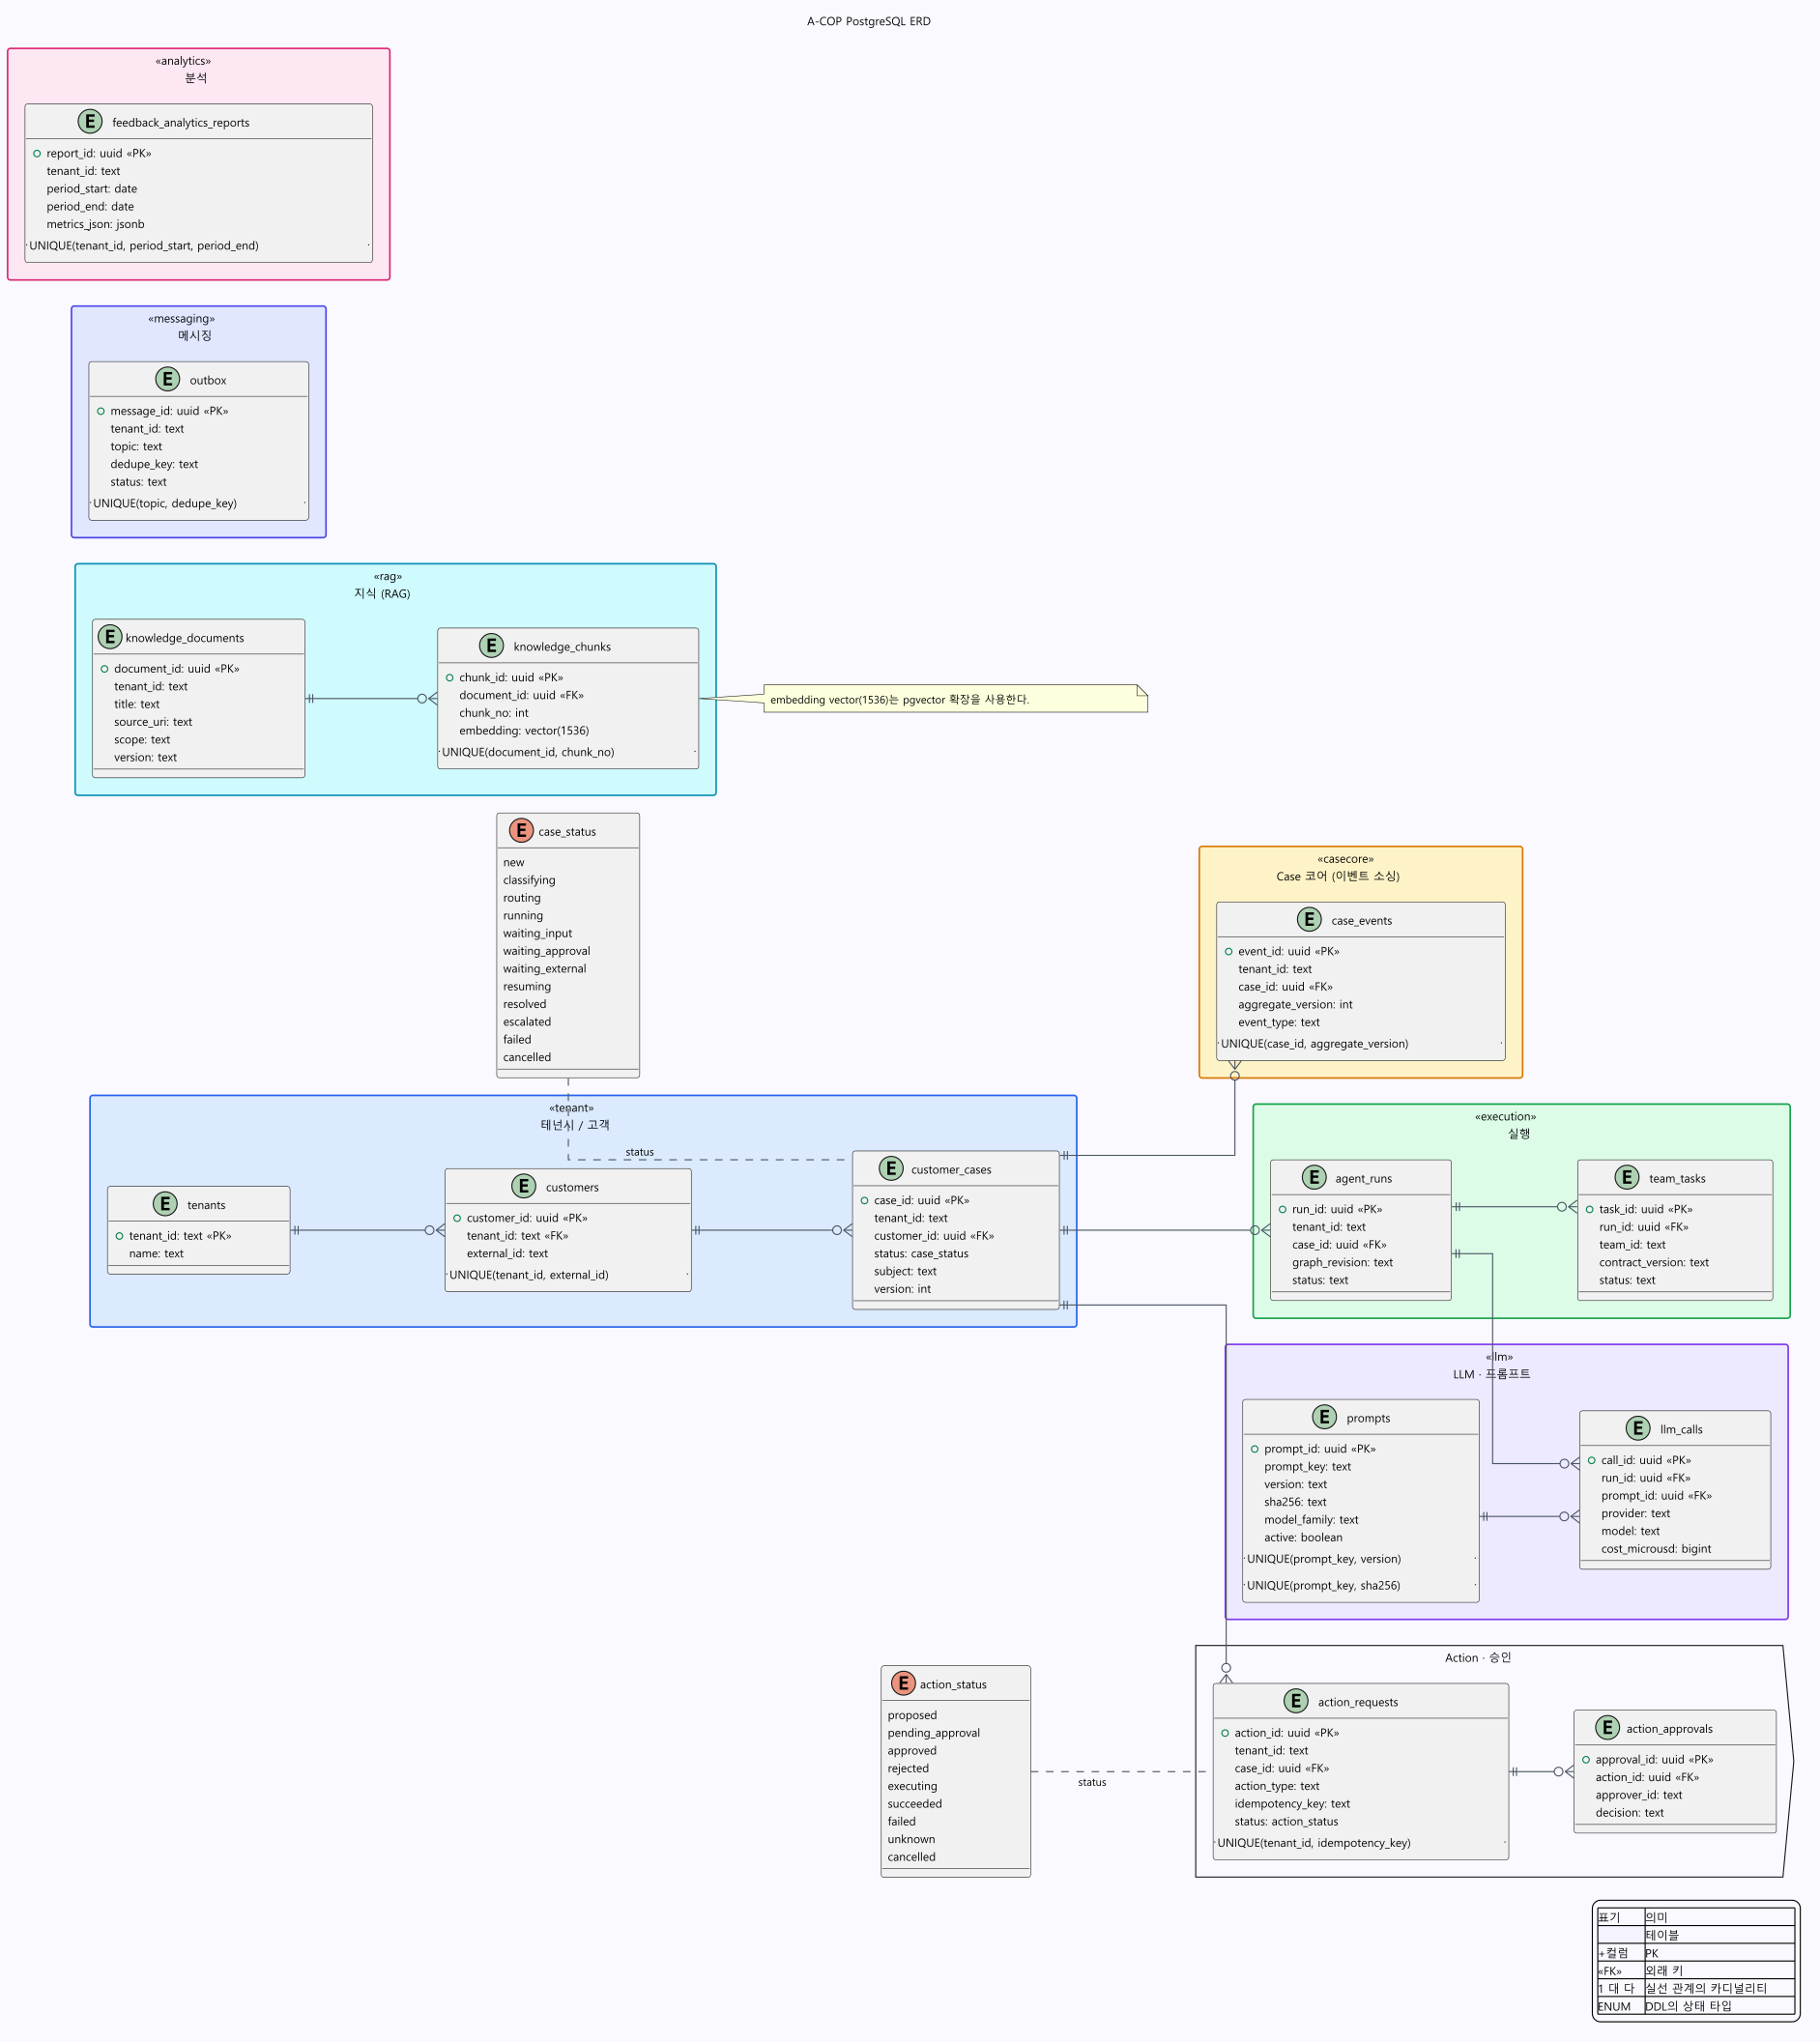 A-COP PostgreSQL ERD
«analytics»
분석
E feedback_analytics_reports
report_id: uuid «PK»
tenant_id: text
period_start: date
period_end: date
metrics_json: jsonb
UNIQUE(tenant_id, period_start, period_end)
«messaging»
메시징
E outbox
message_id: uuid «PK»
tenant_id: text
topic: text
dedupe_key: text
status: text
UNIQUE(topic, dedupe_key)
«rag»
지식 (RAG)
E knowledge_documents
document_id: uuid «PK»
tenant_id: text
title: text
source_uri: text
scope: text
version: text
E knowledge_chunks
chunk_id: uuid «PK»
document_id: uuid «FK»
chunk_no: int
embedding: vector(1536)
UNIQUE(document_id, chunk_no)
embedding vector(1536)는 pgvector 확장을 사용한다.
E case_status
new
classifying
routing
running
waiting_input
waiting_approval
waiting_external
resuming
resolved
escalated
failed
cancelled
«casecore»
Case 코어 (이벤트 소싱)
E case_events
event_id: uuid «PK»
tenant_id: text
case_id: uuid «FK»
aggregate_version: int
event_type: text
UNIQUE(case_id, aggregate_version)
«tenant»
테넌시 / 고객
status
E tenants
tenant_id: text «PK»
name: text
E customers
customer_id: uuid «PK»
tenant_id: text «FK»
external_id: text
UNIQUE(tenant_id, external_id)
E customer_cases
case_id: uuid «PK»
tenant_id: text
customer_id: uuid «FK»
status: case_status
subject: text
version: int
«execution»
실행
E agent_runs
run_id: uuid «PK»
tenant_id: text
case_id: uuid «FK»
graph_revision: text
status: text
E team_tasks
task_id: uuid «PK»
run_id: uuid «FK»
team_id: text
contract_version: text
status: text
«llm»
LLM · 프롬프트
E prompts
prompt_id: uuid «PK»
prompt_key: text
version: text
sha256: text
model_family: text
active: boolean
UNIQUE(prompt_key, version)
UNIQUE(prompt_key, sha256)
E llm_calls
call_id: uuid «PK»
run_id: uuid «FK»
prompt_id: uuid «FK»
provider: text
model: text
cost_microusd: bigint
E action_status
proposed
pending_approval
approved
rejected
executing
succeeded
failed
unknown
cancelled
status
Action · 승인
E action_requests
action_id: uuid «PK»
tenant_id: text
case_id: uuid «FK»
action_type: text
idempotency_key: text
status: action_status
UNIQUE(tenant_id, idempotency_key)
E action_approvals
approval_id: uuid «PK»
action_id: uuid «FK»
approver_id: text
decision: text
표기 의미
테이블
+컬럼 PK
«FK» 외래 키
1 대 다 실선 관계의 카디널리티
ENUM DDL의 상태 타입